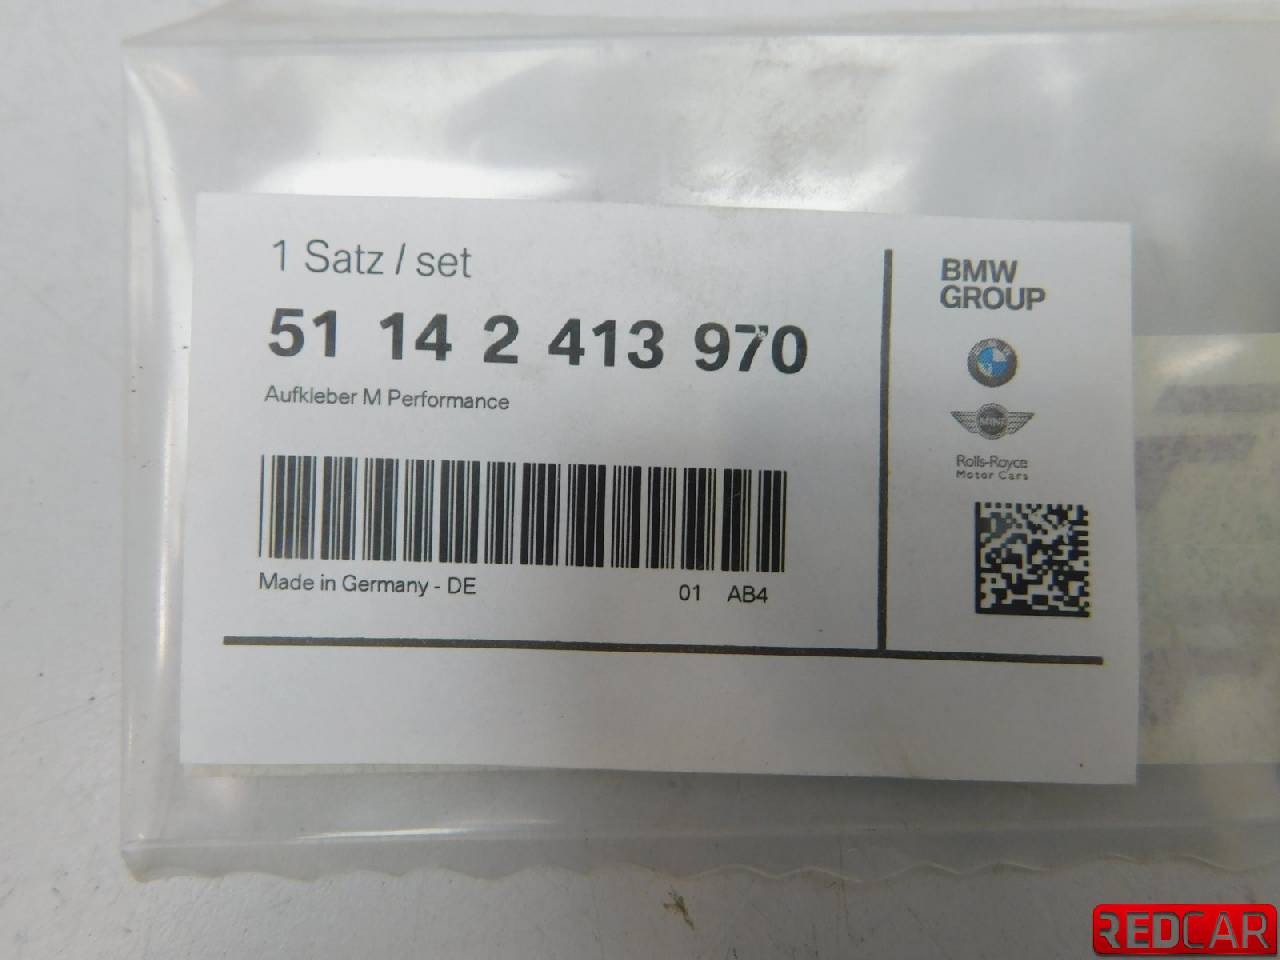 1 Satz / set
51 14 2 413 970
Aufkleber M Performance
Made in Germany - DE
01 AB4
BMW
GROUP
MINI
Rolls-Royce
Motor Cars
REDCAR